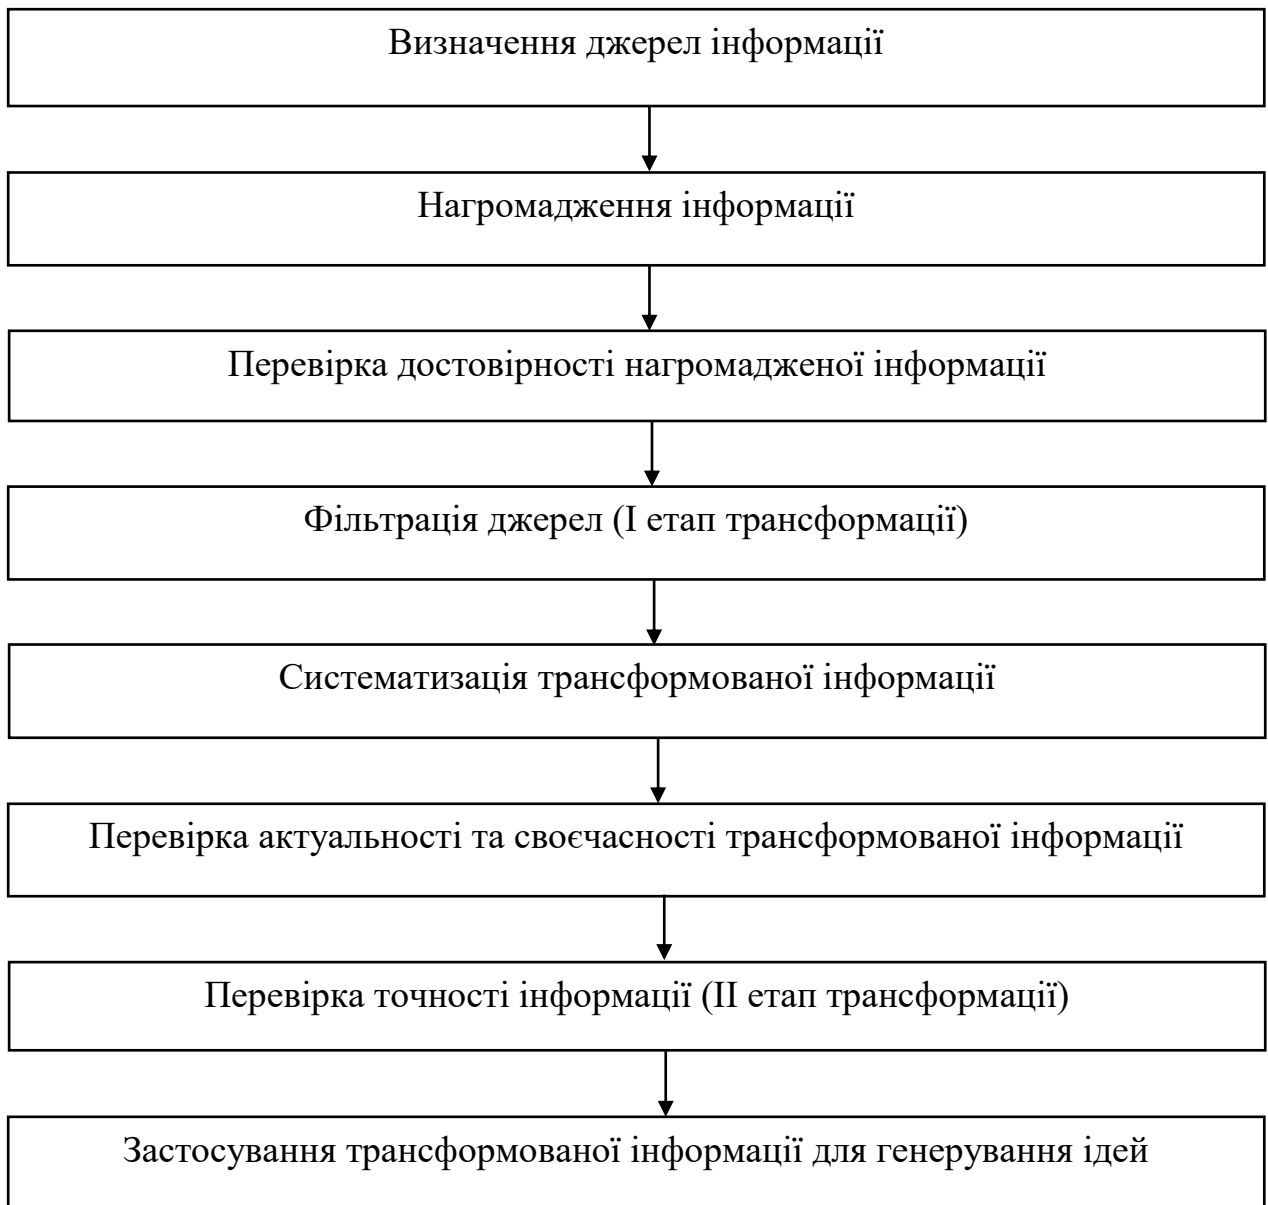 Визначення джерел інформації
Нагромадження інформації
Перевірка достовірності нагромадженої інформації
Фільтрація джерел (І етап трансформації)
Систематизація трансформованої інформації
Перевірка актуальності та своєчасності трансформованої інформації
Перевірка точності інформації (ІІ етап трансформації)
Застосування трансформованої інформації для генерування ідей